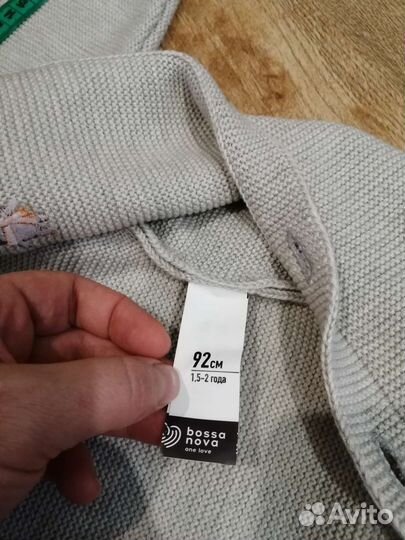 92см
1,5–2 года
bossa
nova
one love
Avito